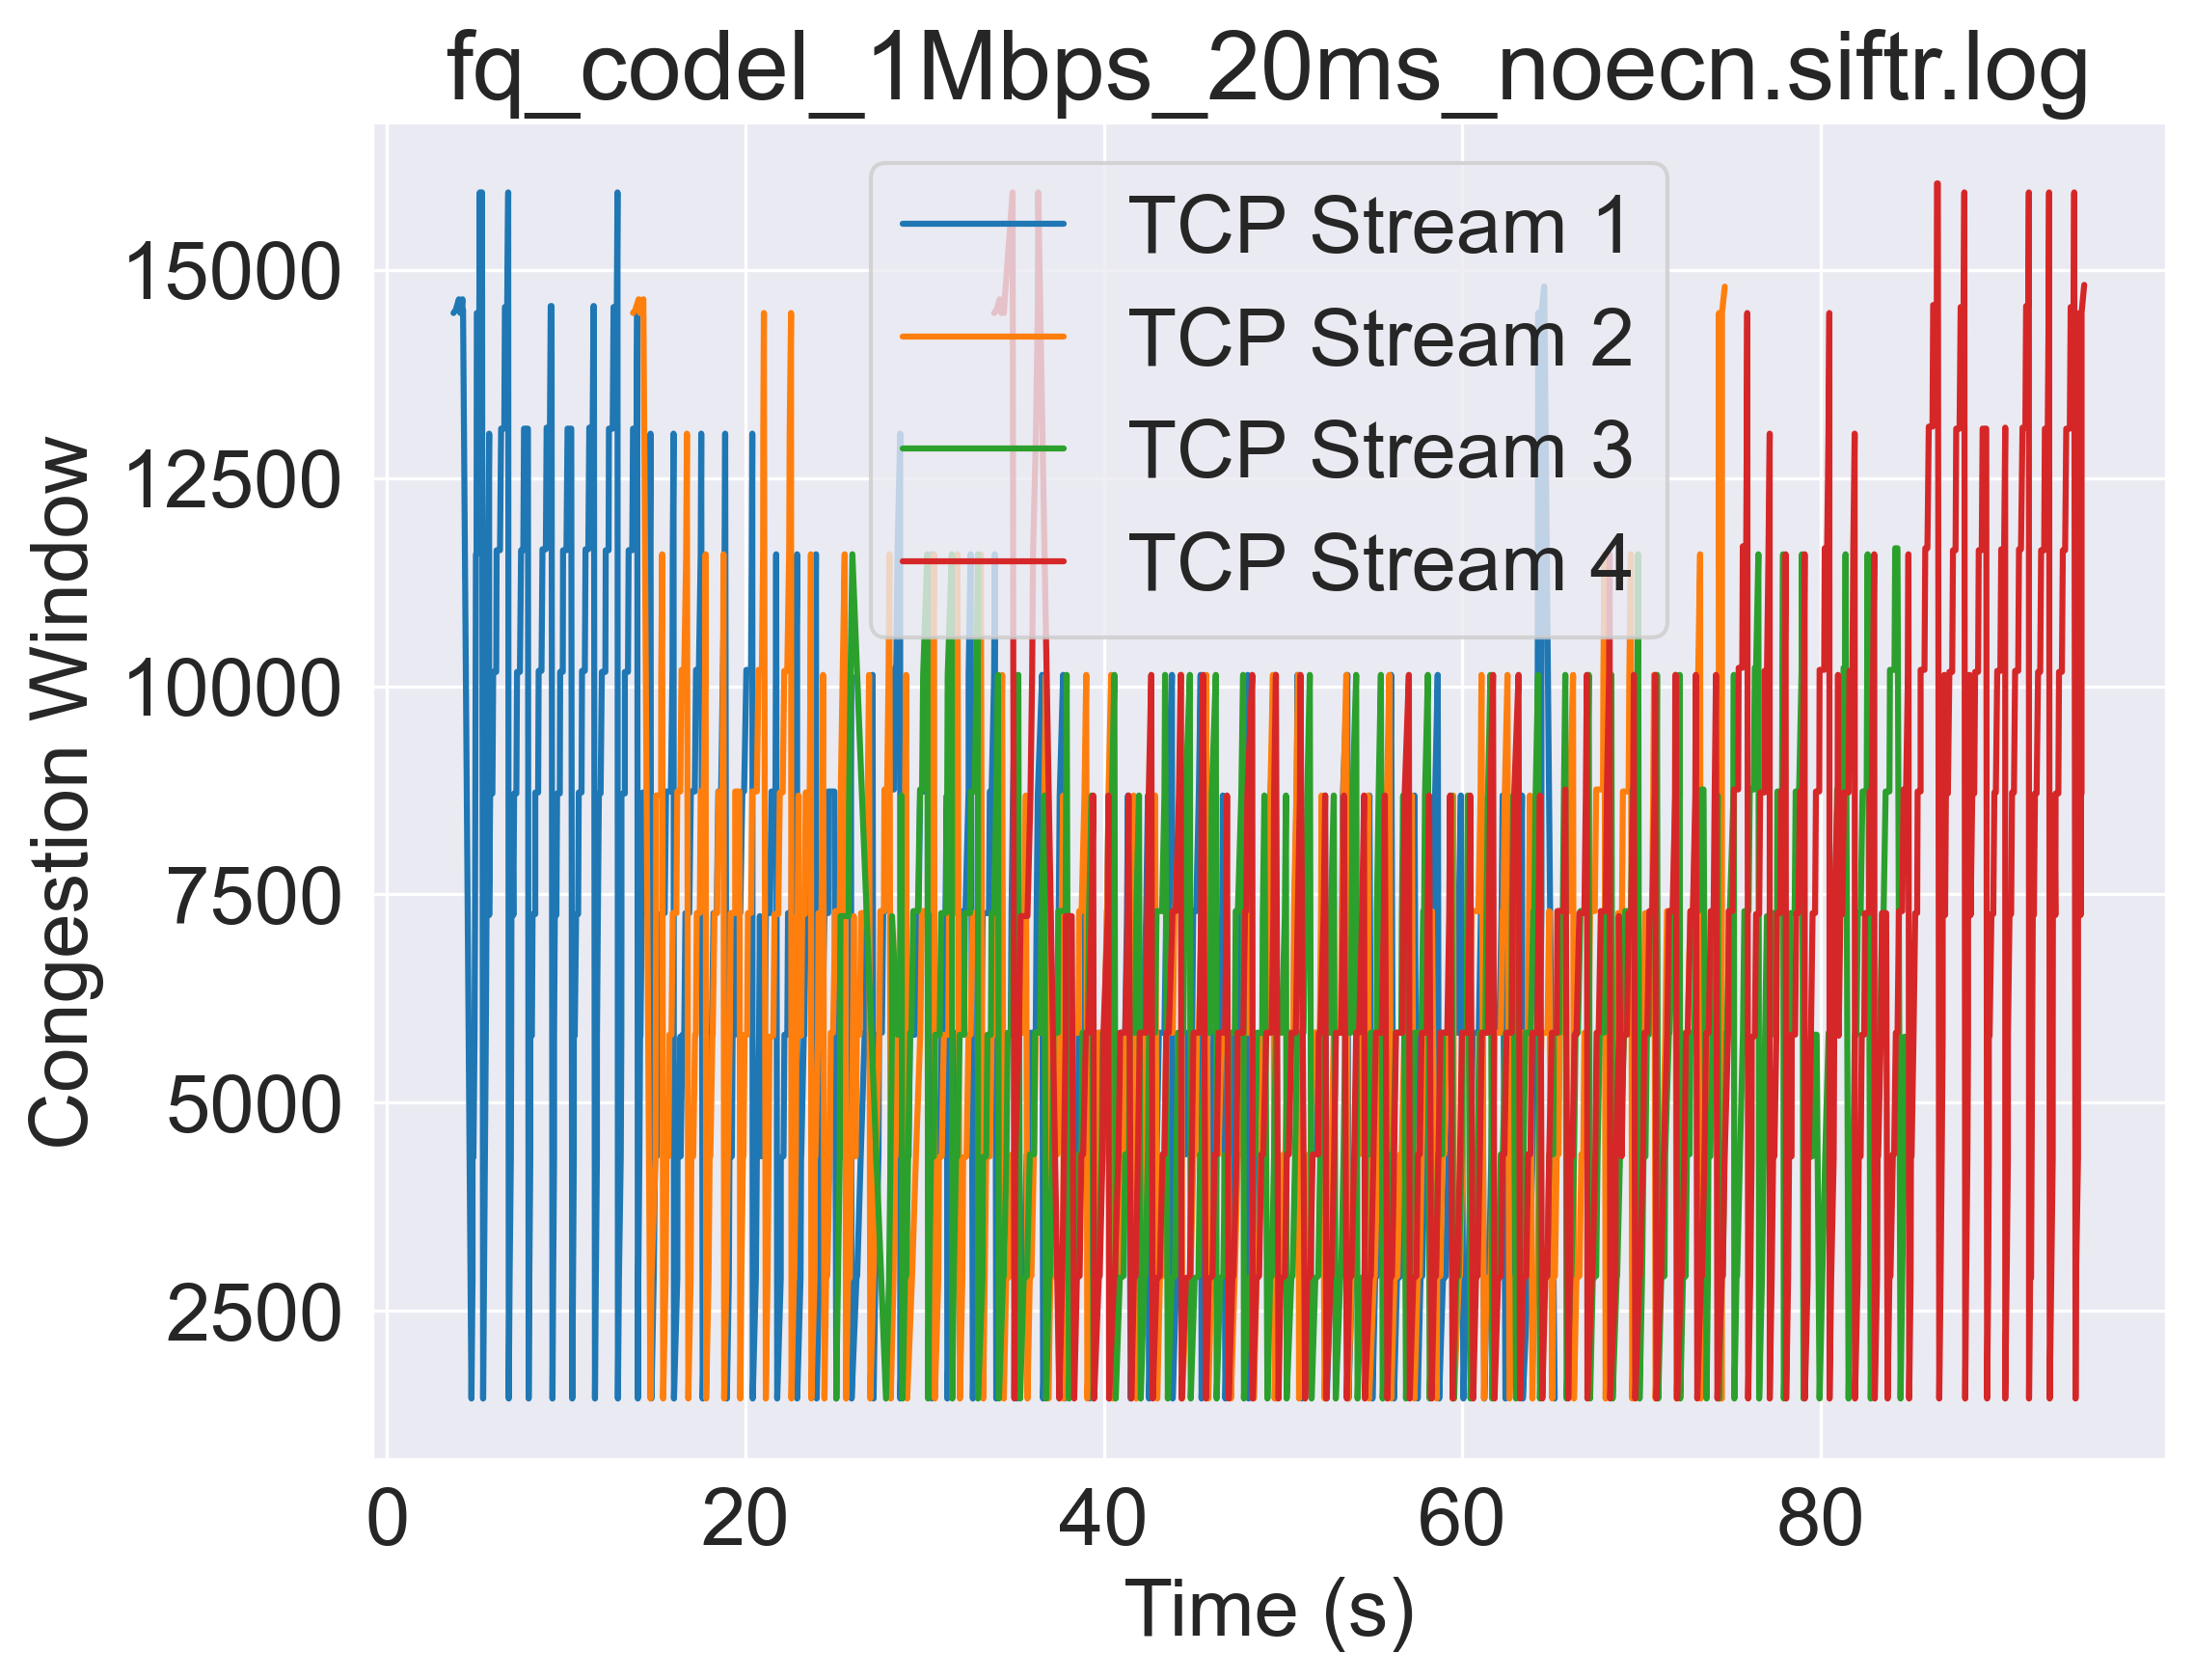 fq_codel_1Mbps_20ms_noecn.siftr.log
TCP Stream 1
TCP Stream 2
TCP Stream 3
TCP Stream 4
15000
12500
10000
7500
5000
2500
Congestion Window
0 20 40 60 80
Time (s)